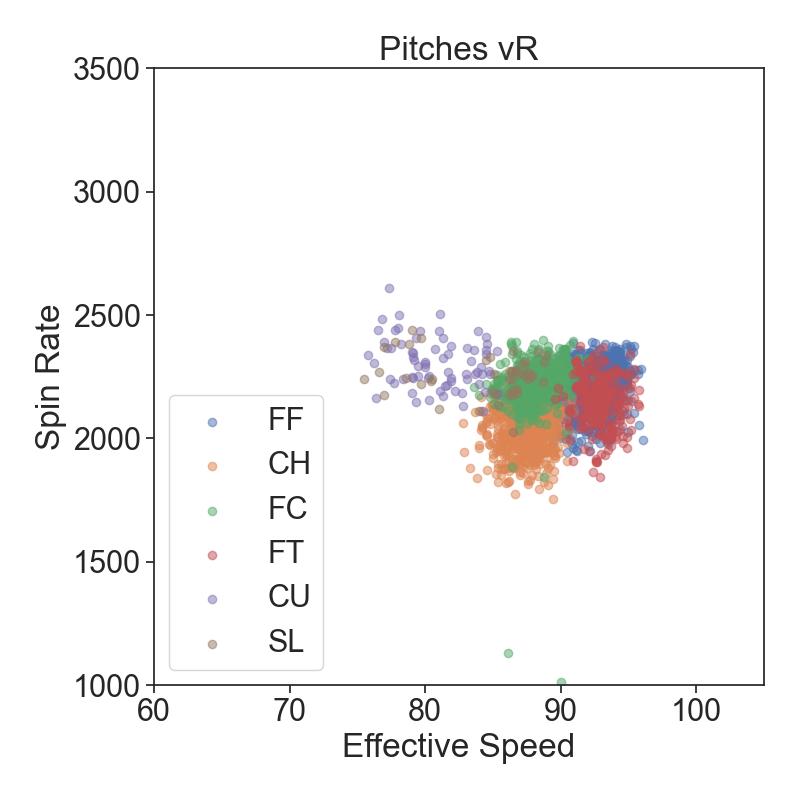 Pitches vR
3500
3000
2500
2000
1500
1000
Spin Rate
FF
CH
FC
FT
CU
SL
60 70 80 90 100
Effective Speed